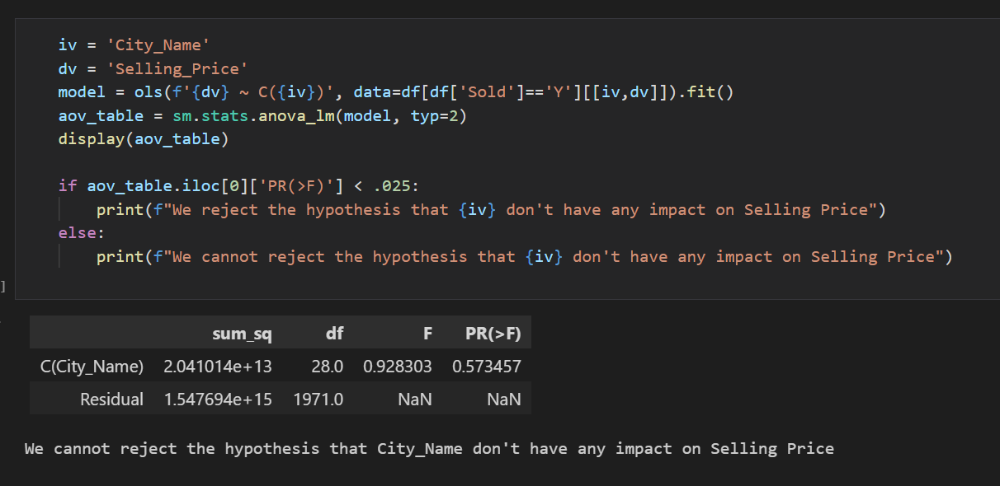 iv = 'City_Name'
dv = 'Selling_Price'
model = ols(f'{dv} ~ C({iv})', data=df[df['Sold']=='Y'][[iv,dv]]).fit()
aov_table = sm.stats.anova_lm(model, typ=2)
display(aov_table)
if aov_table.iloc[0]['PR(>F)'] < .025:
    print(f"We reject the hypothesis that {iv} don't have any impact on Selling Price")
else:
    print(f"We cannot reject the hypothesis that {iv} don't have any impact on Selling Price")
]
sum_sq df F PR(>F)
C(City_Name) 2.041014e+13 28.0 0.928303 0.573457
Residual 1.547694e+15 1971.0 NaN NaN
We cannot reject the hypothesis that City_Name don't have any impact on Selling Price